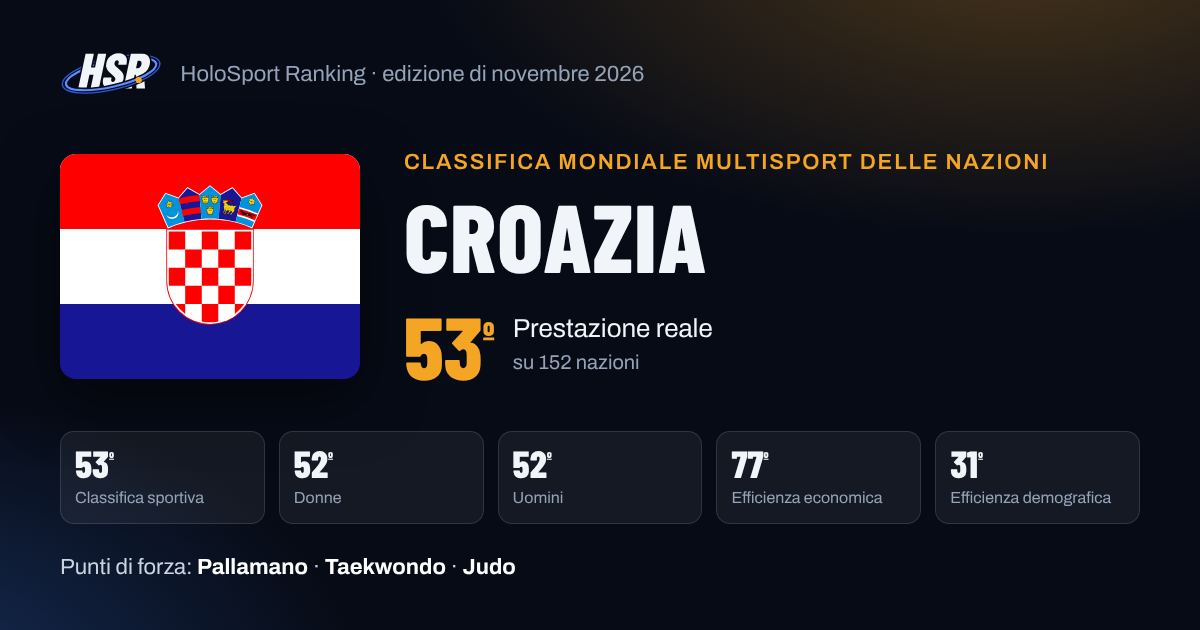 HSR
HoloSport Ranking · edizione di novembre 2026
CLASSIFICA MONDIALE MULTISPORT DELLE NAZIONI
CROAZIA
53º
Prestazione reale
su 152 nazioni
53º
Classifica sportiva
52º
Donne
52º
Uomini
77º
Efficienza economica
31º
Efficienza demografica
Punti di forza: Pallamano · Taekwondo · Judo